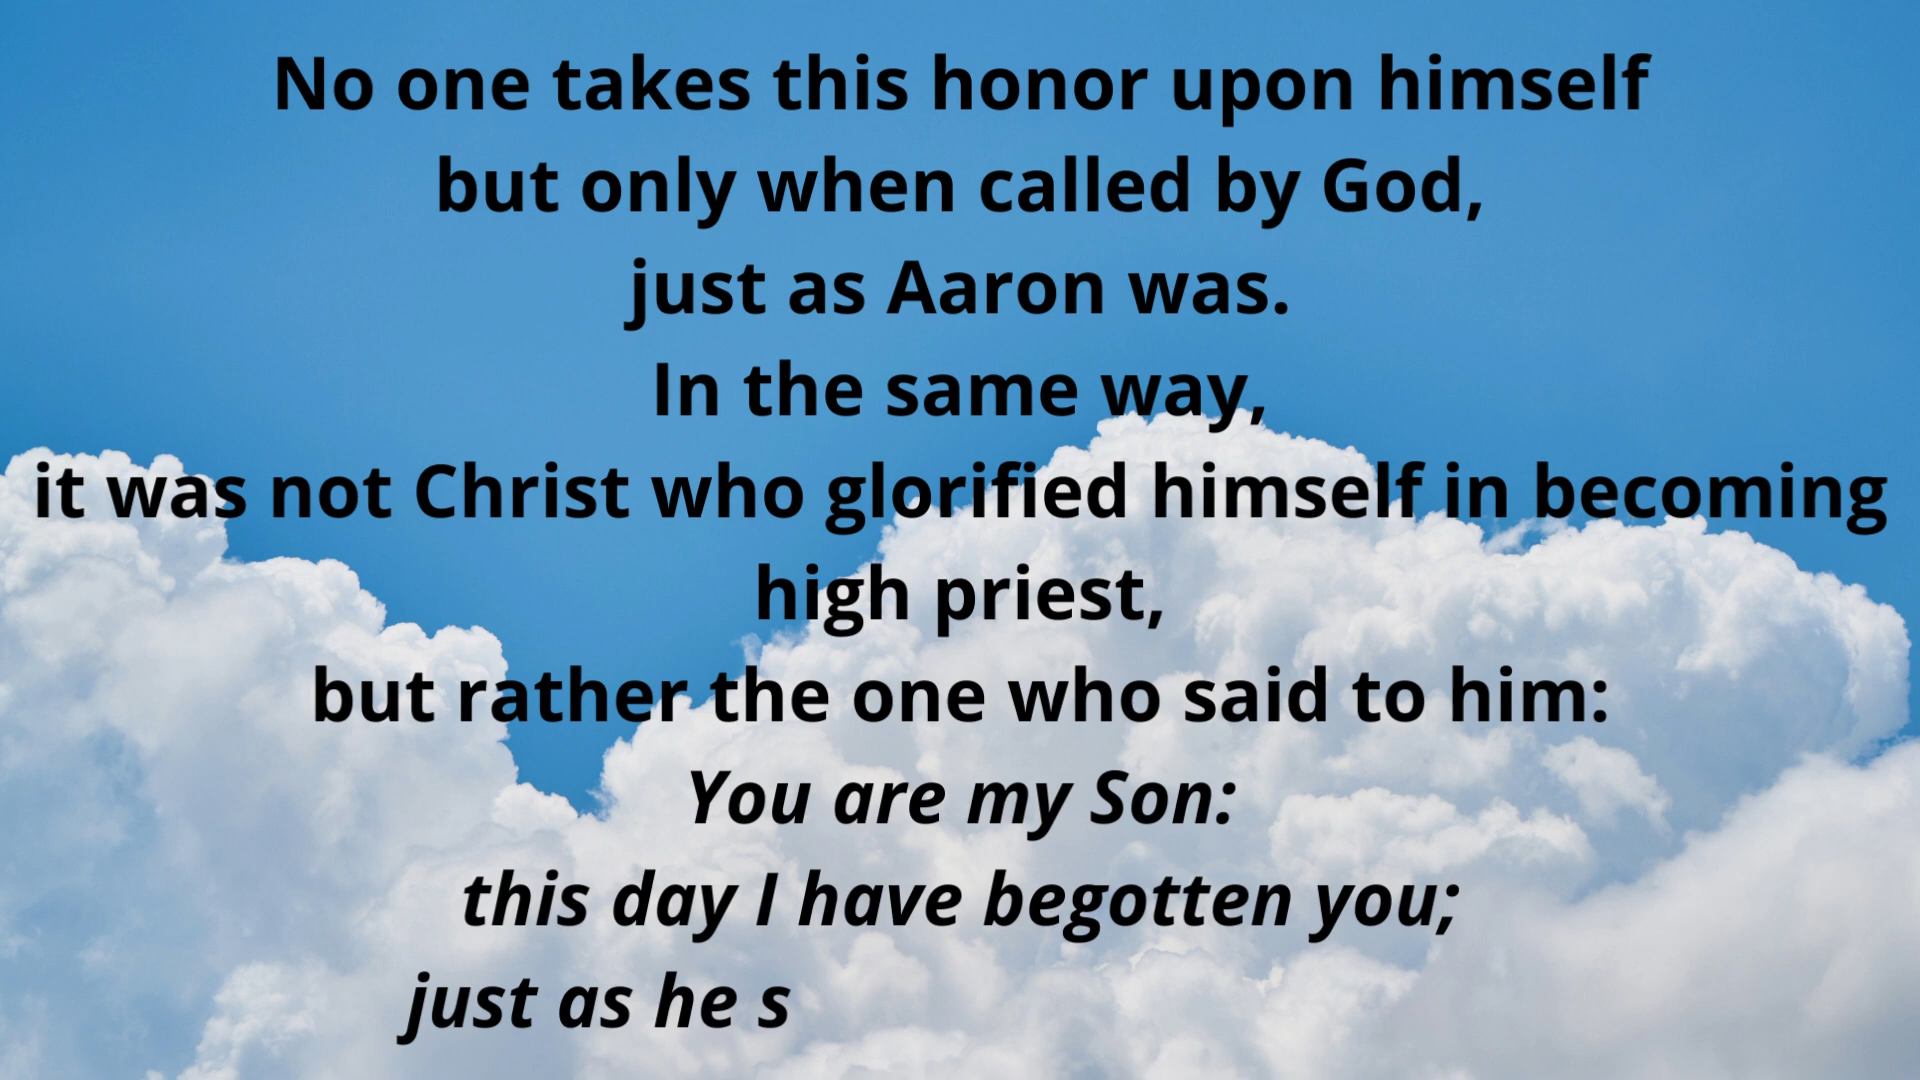 No one takes this honor upon himself
but only when called by God,
just as Aaron was.
In the same way,
it was not Christ who glorified himself in becoming
high priest,
but rather the one who said to him:
You are my Son:
this day I have begotten you;
just as he s